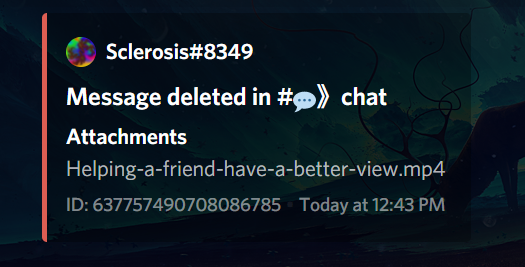 Sclerosis#8349
Message deleted in #💬》chat
Attachments
Helping-a-friend-have-a-better-view.mp4
ID: 637757490708086785 • Today at 12:43 PM